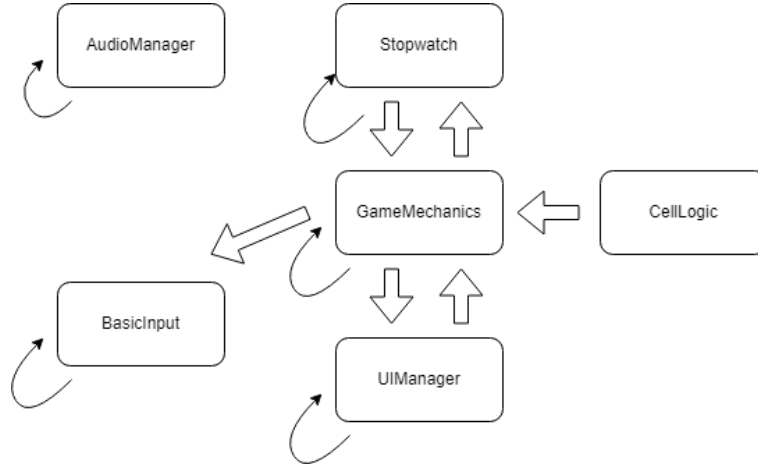 AudioManager
Stopwatch
GameMechanics
CellLogic
BasicInput
UIManager